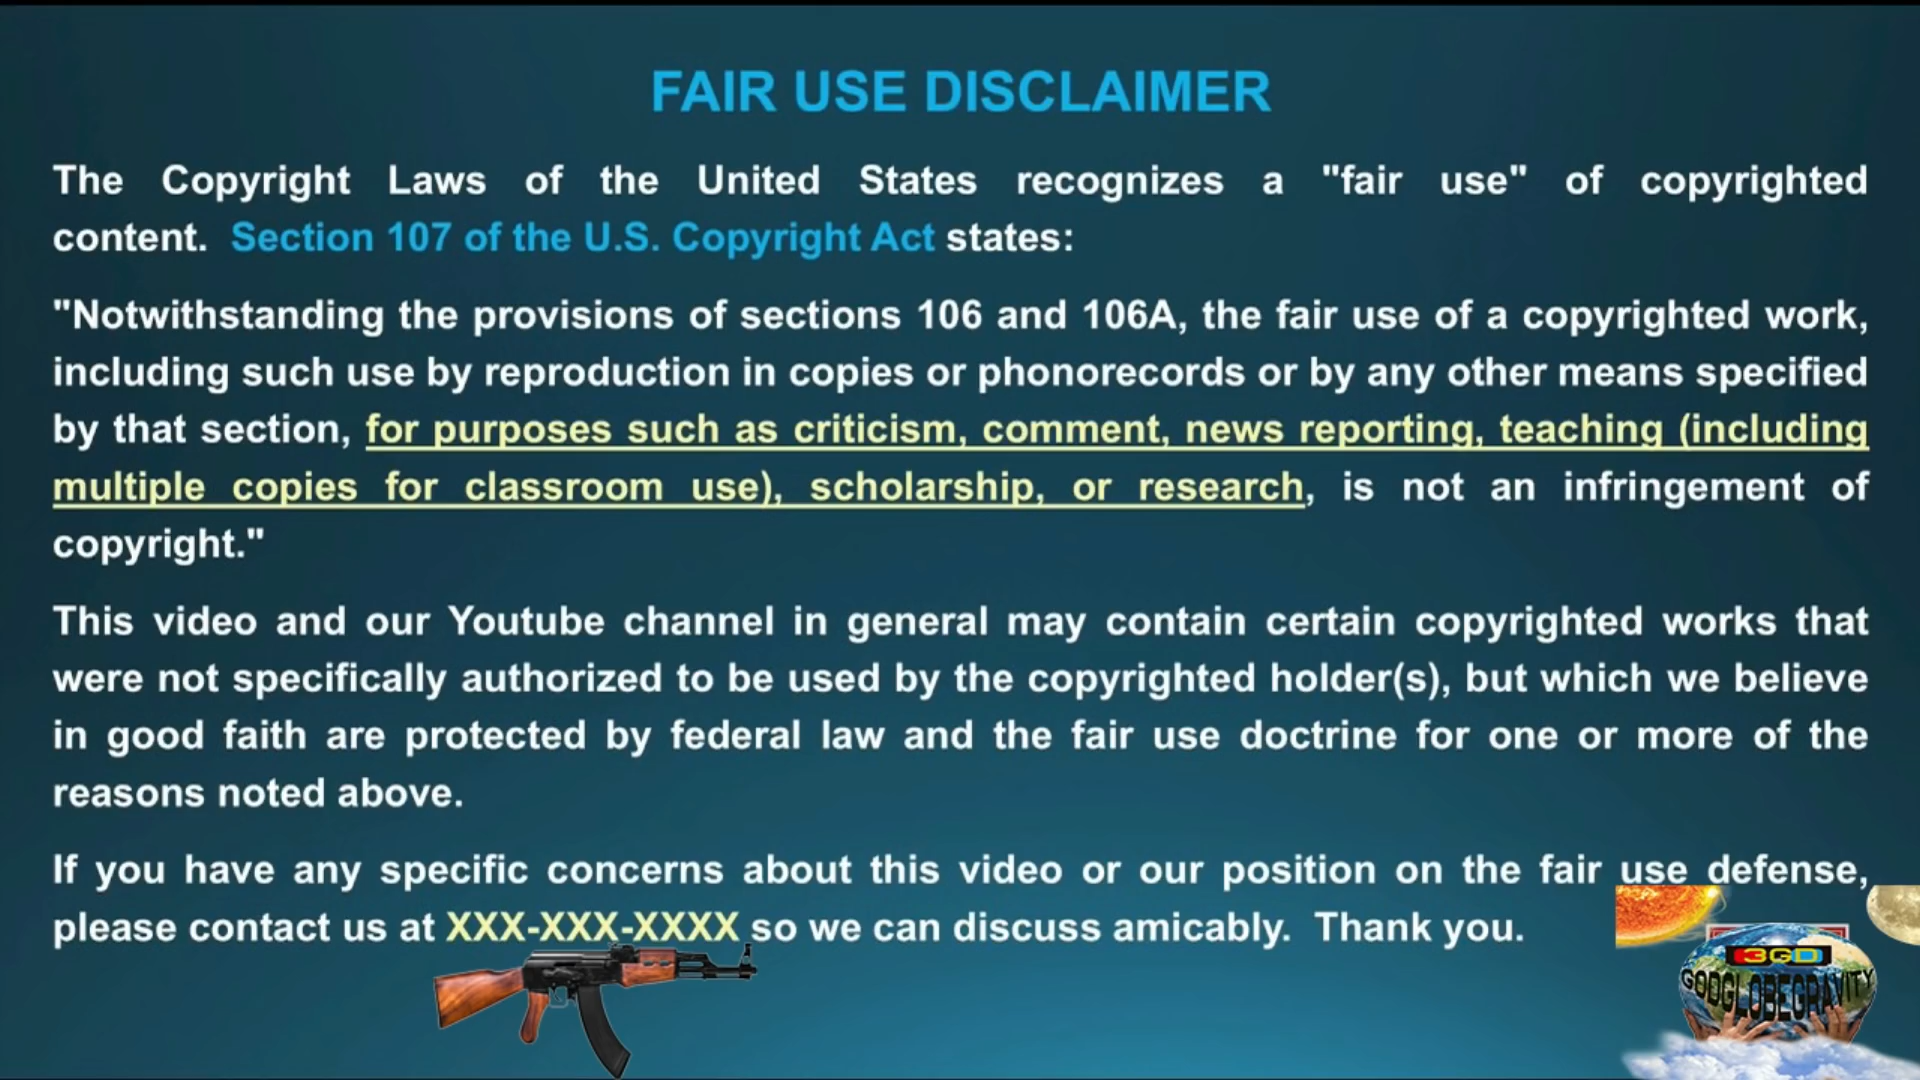 FAIR USE DISCLAIMER
The Copyright Laws of the United States recognizes a "fair use" of copyrighted
content. Section 107 of the U.S. Copyright Act states:
"Notwithstanding the provisions of sections 106 and 106A, the fair use of a copyrighted work,
including such use by reproduction in copies or phonorecords or by any other means specified
by that section, for purposes such as criticism, comment, news reporting, teaching (including
multiple copies for classroom use), scholarship, or research, is not an infringement of
copyright."
This video and our Youtube channel in general may contain certain copyrighted works that
were not specifically authorized to be used by the copyrighted holder(s), but which we believe
in good faith are protected by federal law and the fair use doctrine for one or more of the
reasons noted above.
If you have any specific concerns about this video or our position on the fair use defense,
please contact us at XXX-XXX-XXXX so we can discuss amicably. Thank you.
3GD
GODGLOBEGRAVITY